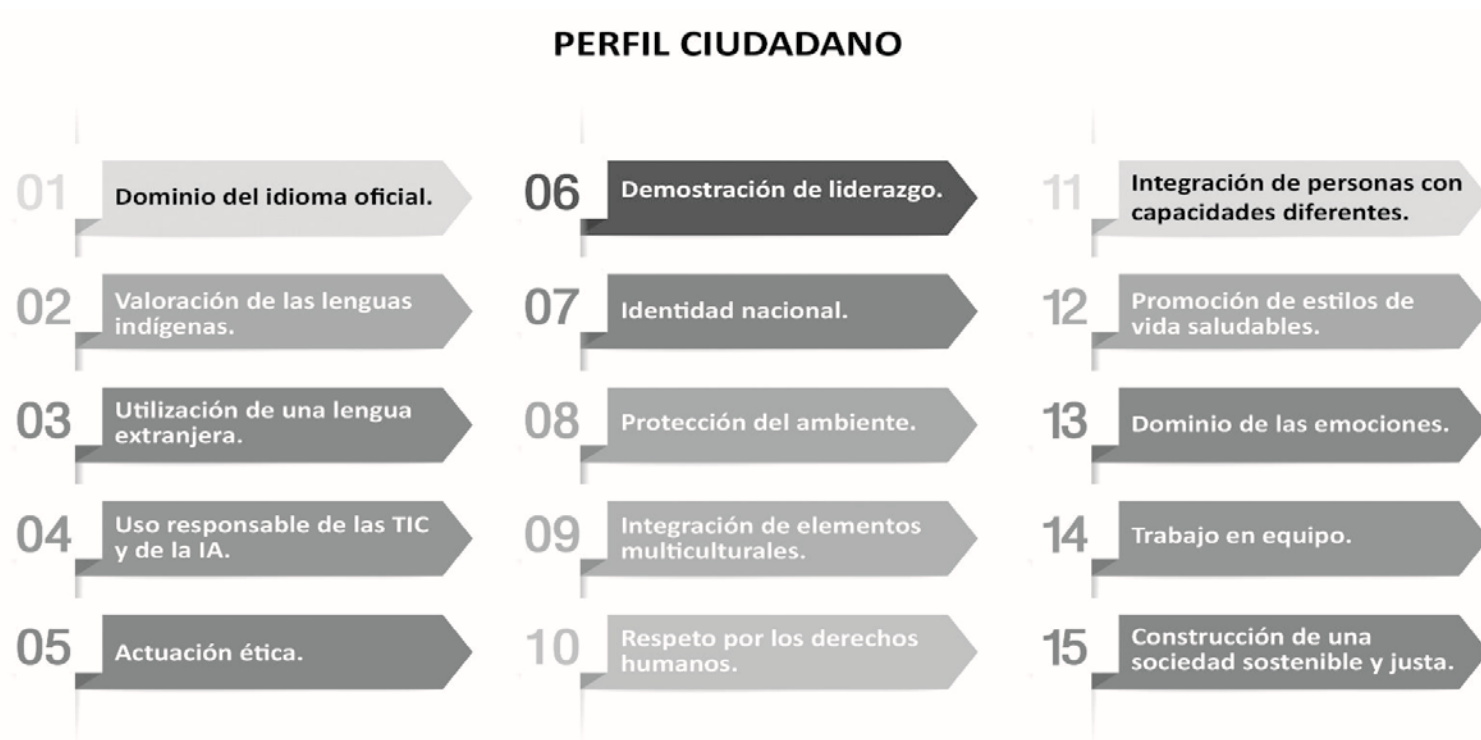 PERFIL CIUDADANO
01
Dominio del idioma oficial.
02
Valoración de las lenguas
indígenas.
03
Utilización de una lengua
extranjera.
04
Uso responsable de las TIC
y de la IA.
05
Actuación ética.
06
Demostración de liderazgo.
07
Identidad nacional.
08
Protección del ambiente.
09
Integración de elementos
multiculturales.
10
Respeto por los derechos
humanos.
11
Integración de personas con
capacidades diferentes.
12
Promoción de estilos de
vida saludables.
13
Dominio de las emociones.
14
Trabajo en equipo.
15
Construcción de una
sociedad sostenible y justa.